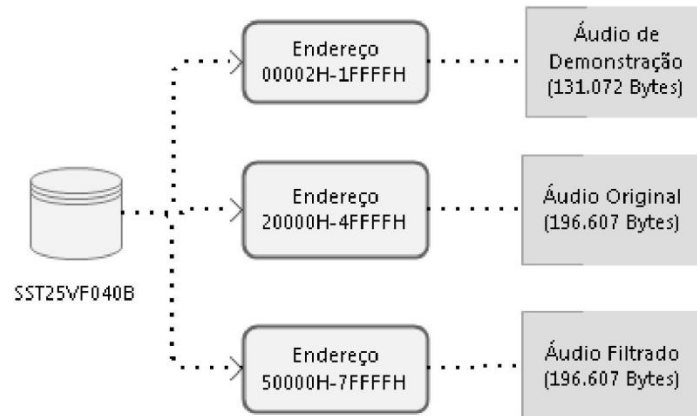 SST25VF040B
Endereço
00002H-1FFFFH
Áudio de
Demonstração
(131.072 Bytes)
Endereço
20000H-4FFFFH
Áudio Original
(196.607 Bytes)
Endereço
50000H-7FFFFH
Áudio Filtrado
(196.607 Bytes)